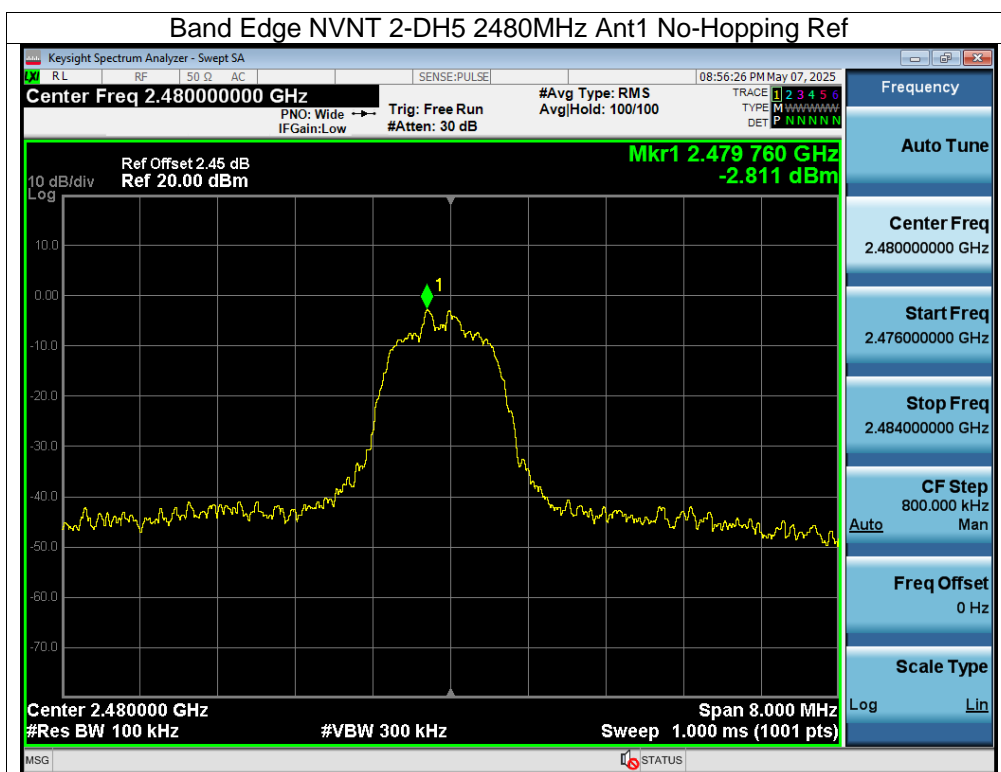 Band Edge NVNT 2-DH5 2480MHz Ant1 No-Hopping Ref
Keysight Spectrum Analyzer - Swept SA
LXI RL RF 50 Ω AC SENSE:PULSE 08:56:26 PM May 07, 2025
Center Freq 2.480000000 GHz #Avg Type: RMS TRACE 1 2 3 4 5 6
PNO: Wide Trig: Free Run Avg|Hold: 100/100 TYPE M WWWWW
IFGain:Low #Atten: 30 dB DET P N N N N N
Ref Offset 2.45 dB Mkr1 2.479 760 GHz
10 dB/div Ref 20.00 dBm -2.811 dBm
Log
10.0
0.00
1
-10.0
-20.0
-30.0
-40.0
-50.0
-60.0
-70.0
Center 2.480000 GHz Span 8.000 MHz
#Res BW 100 kHz #VBW 300 kHz Sweep 1.000 ms (1001 pts)
MSG STATUS
Frequency
Auto Tune
Center Freq
2.480000000 GHz
Start Freq
2.476000000 GHz
Stop Freq
2.484000000 GHz
CF Step
800.000 kHz
Auto Man
Freq Offset
0 Hz
Scale Type
Log Lin